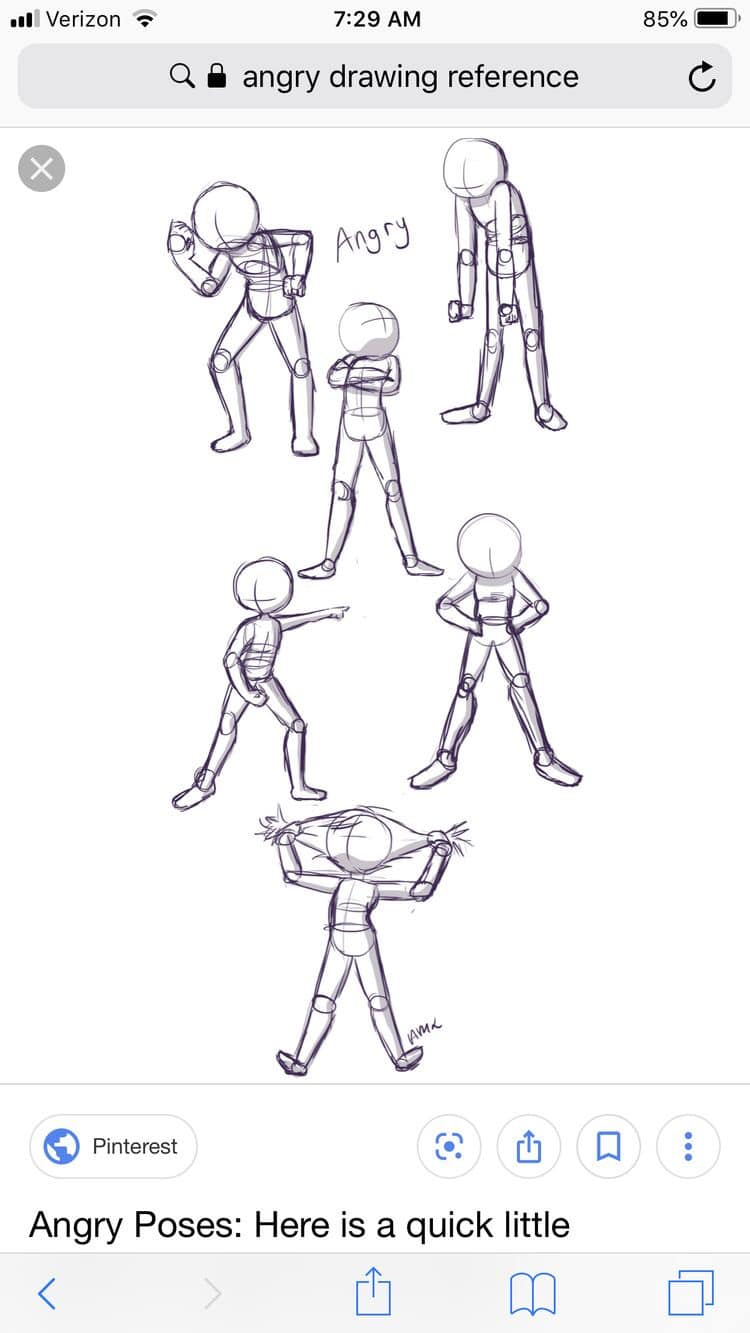 Verizon 7:29 AM 85%
angry drawing reference
Angry
Pinterest
Angry Poses: Here is a quick little